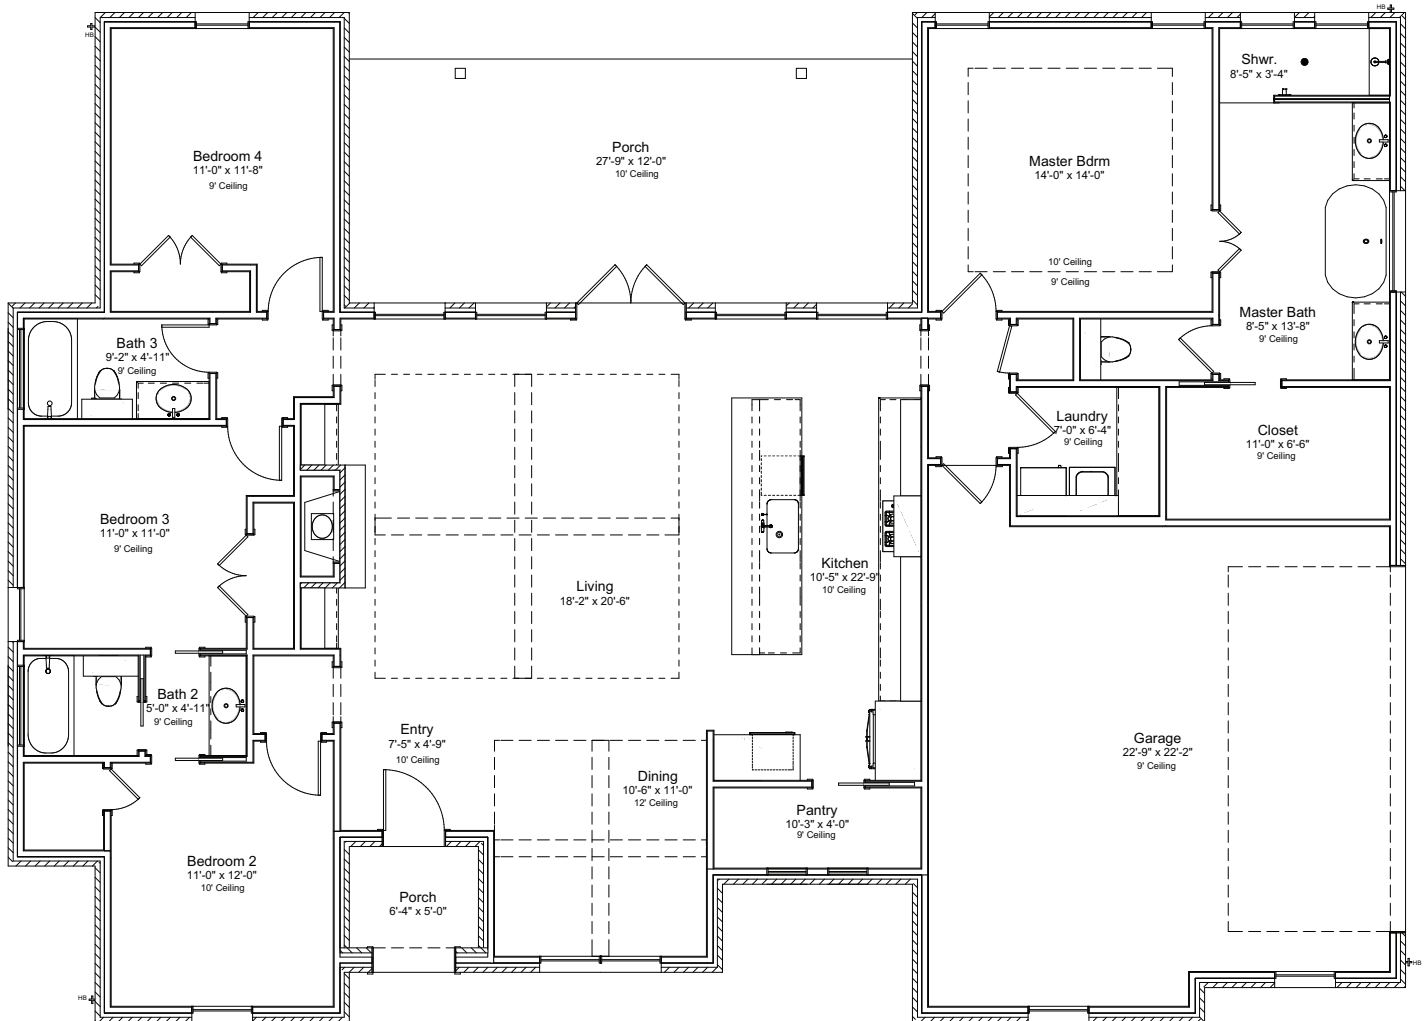 HB
HB
Bedroom 4
11'-0" x 11'-8"
9' Ceiling
Porch
27'-9" x 12'-0"
10' Ceiling
Master Bdrm
14'-0" x 14'-0"
10' Ceiling
9' Ceiling
Shwr.
8'-5" x 3'-4"
Master Bath
8'-5" x 13'-8"
9' Ceiling
Bath 3
9'-2" x 4'-11"
9' Ceiling
Laundry
7'-0" x 6'-4"
9' Ceiling
Closet
11'-0" x 6'-6"
9' Ceiling
Bedroom 3
11'-0" x 11'-0"
9' Ceiling
Living
18'-2" x 20'-6"
Kitchen
10'-5" x 22'-9"
10' Ceiling
Bath 2
5'-0" x 4'-11"
9' Ceiling
Entry
7'-5" x 4'-9"
10' Ceiling
Dining
10'-6" x 11'-0"
12' Ceiling
Garage
22'-9" x 22'-2"
9' Ceiling
Pantry
10'-3" x 4'-0"
9' Ceiling
Bedroom 2
11'-0" x 12'-0"
10' Ceiling
Porch
6'-4" x 5'-0"
HB
HB